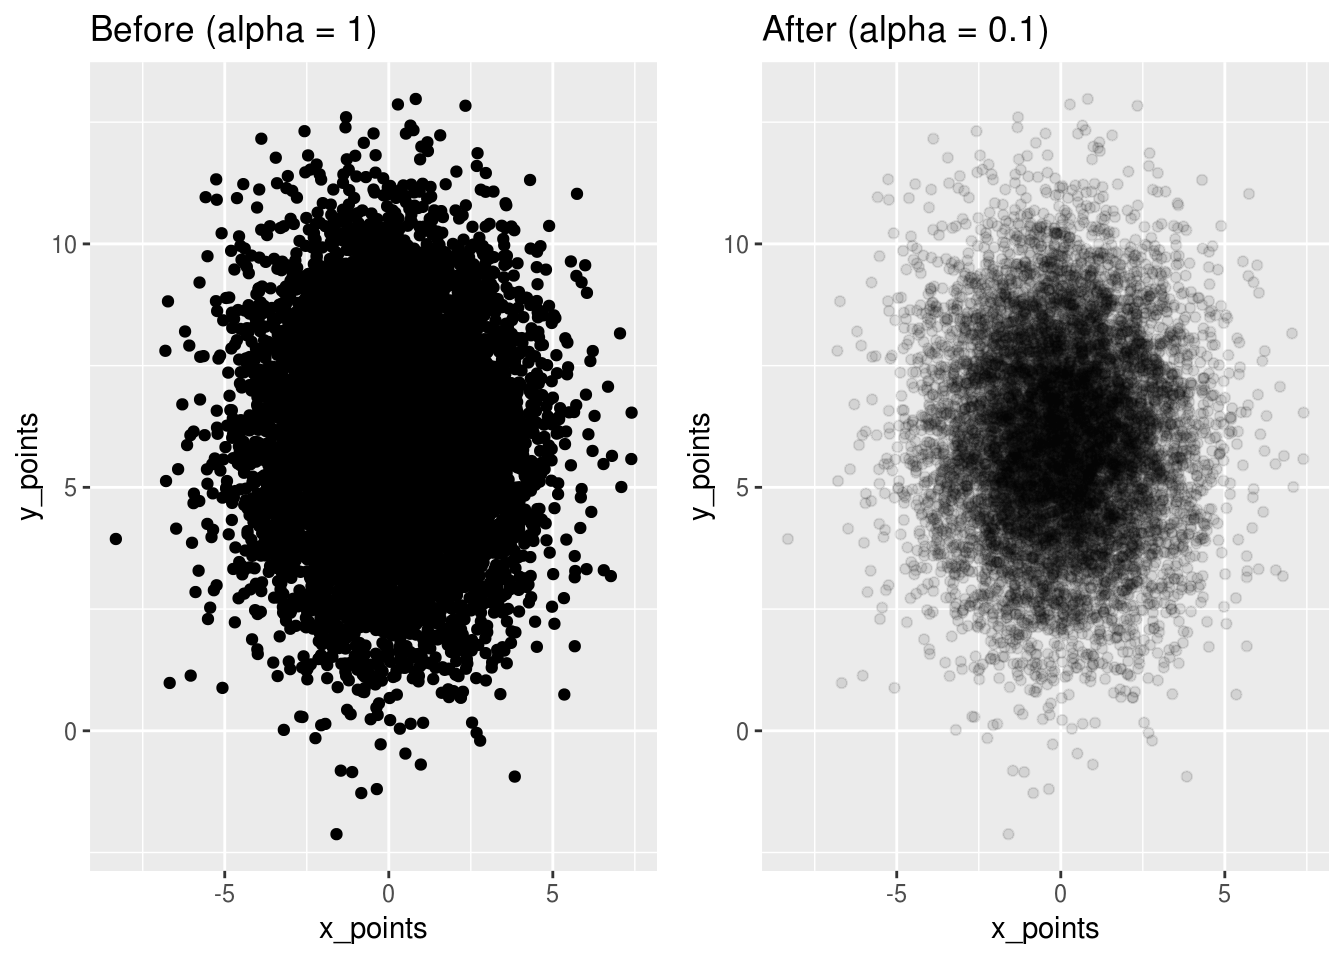 Before (alpha = 1)
y_points
10
5
0
-5 0 5
x_points
After (alpha = 0.1)
y_points
10
5
0
-5 0 5
x_points